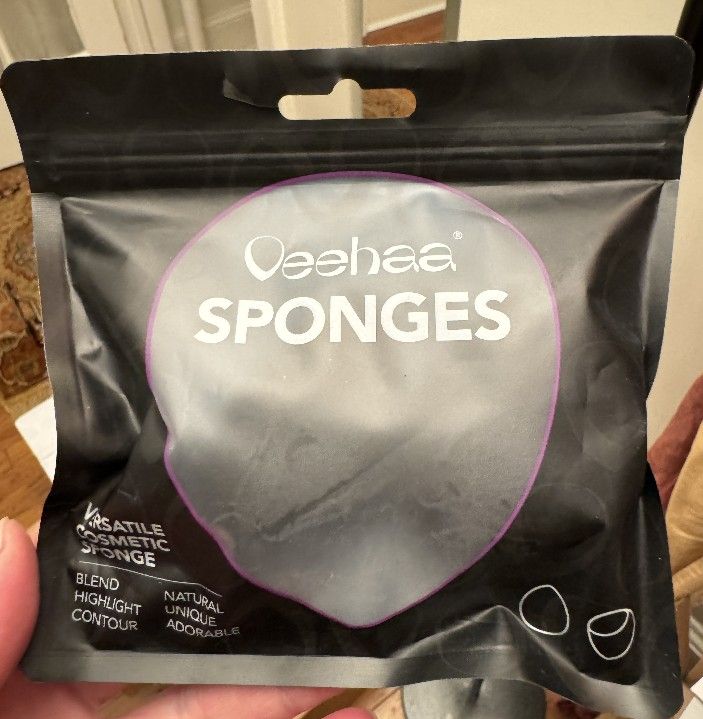 Veehaa®
SPONGES
VERSATILE
COSMETIC
SPONGE
BLEND
HIGHLIGHT
CONTOUR
NATURAL
UNIQUE
ADORABLE